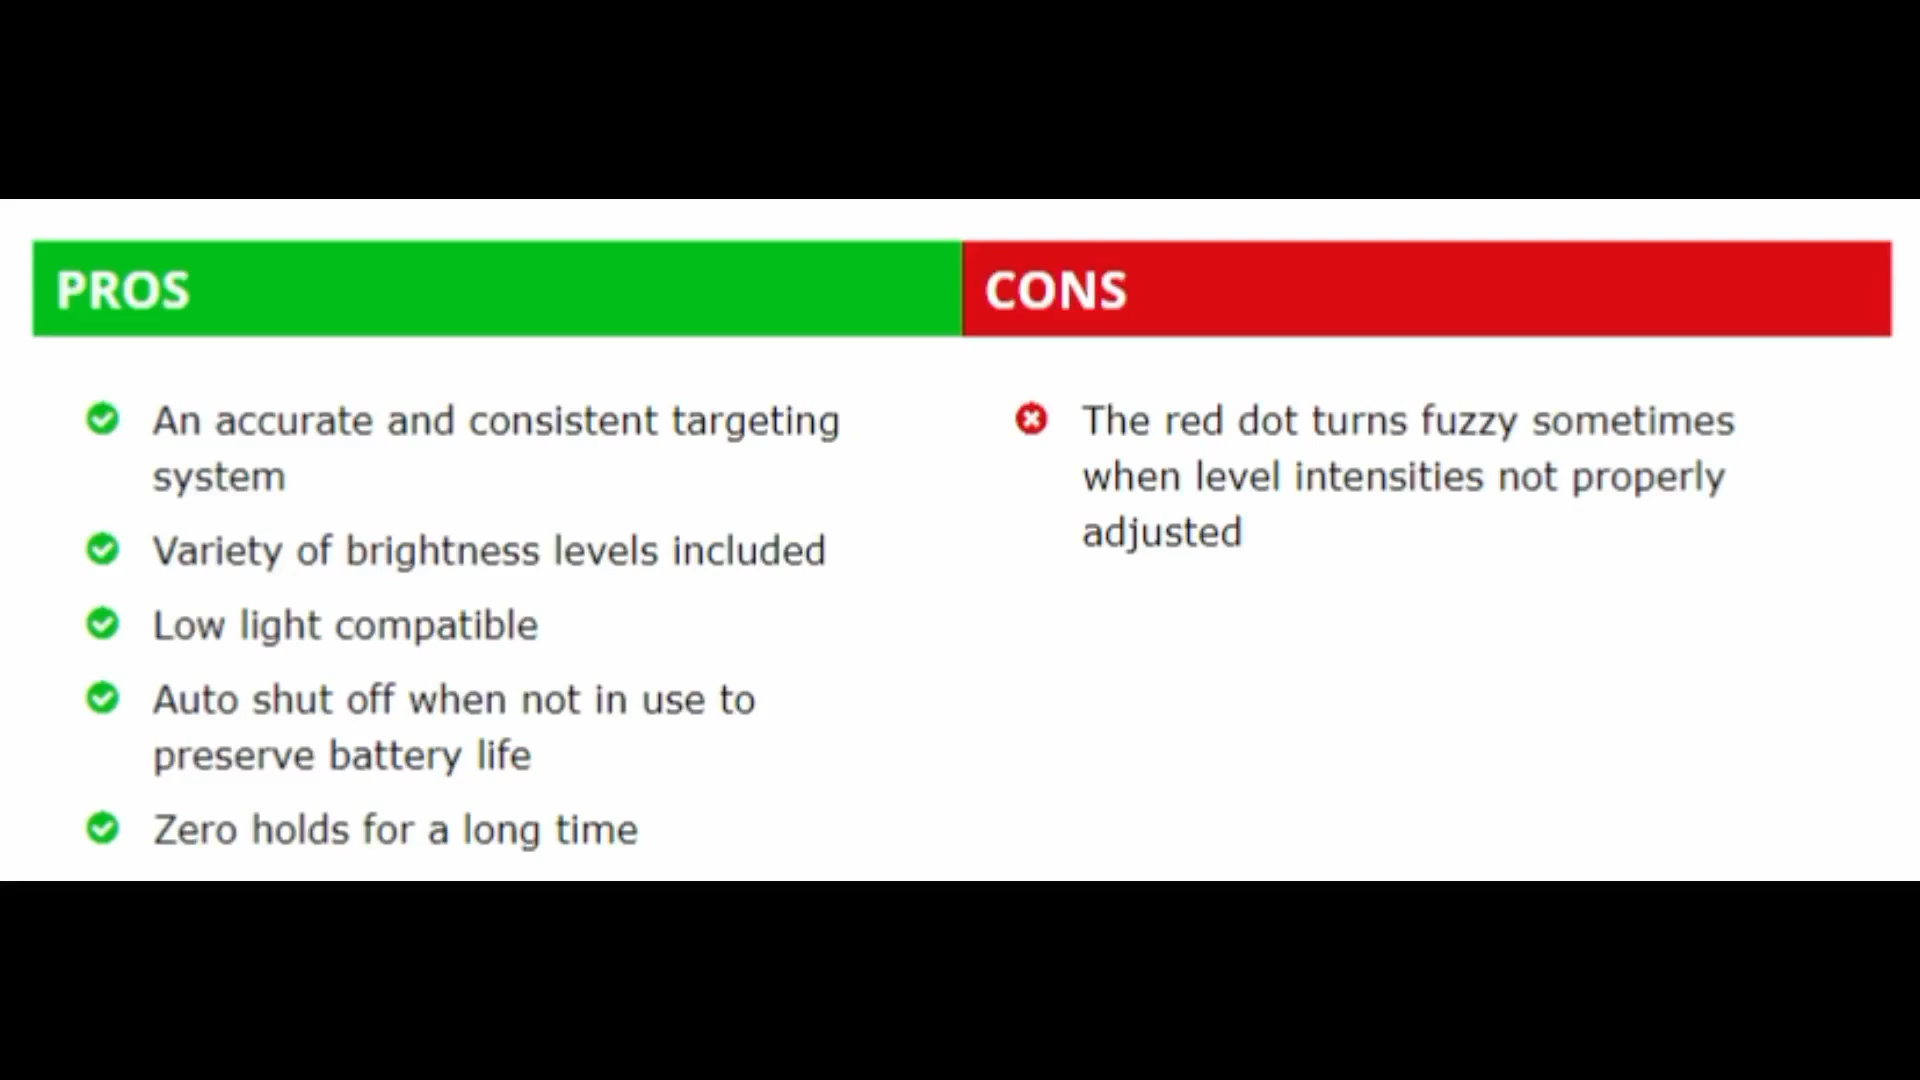 PROS
An accurate and consistent targeting
system
Variety of brightness levels included
Low light compatible
Auto shut off when not in use to
preserve battery life
Zero holds for a long time
CONS
The red dot turns fuzzy sometimes
when level intensities not properly
adjusted